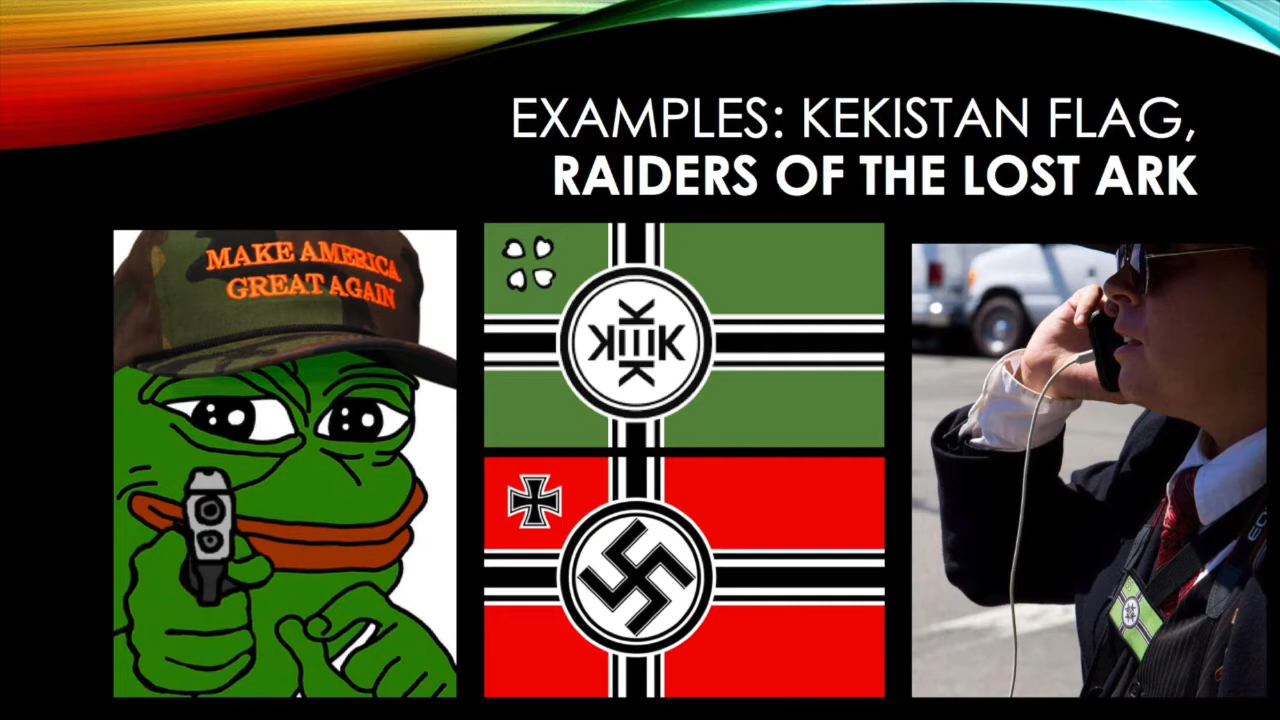 EXAMPLES: KEKISTAN FLAG,
RAIDERS OF THE LOST ARK
MAKE AMERICA
GREAT AGAIN